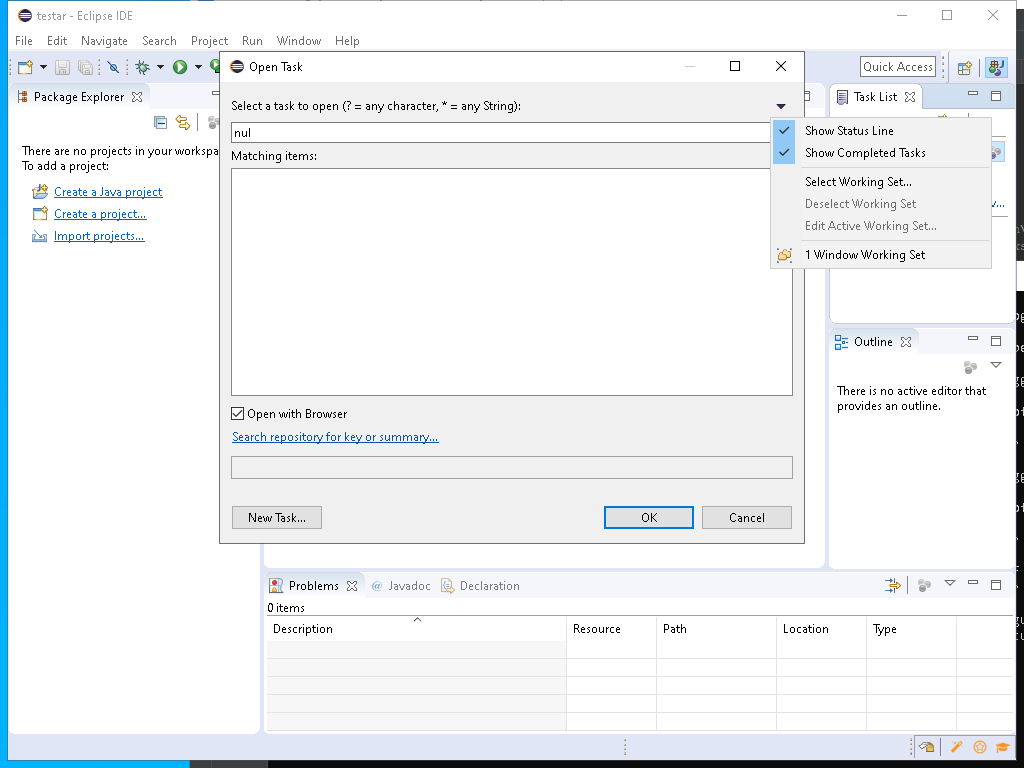 testar - Eclipse IDE
File Edit Navigate Search Project Run Window Help
Quick Access
Package Explorer
There are no projects in your workspa
To add a project:
Create a Java project
Create a project...
Import projects...
Open Task
Select a task to open (? = any character, * = any String):
nul
Matching items:
Open with Browser
Search repository for key or summary...
New Task...
OK
Cancel
Task List
Show Status Line
Show Completed Tasks
Select Working Set...
Deselect Working Set
Edit Active Working Set...
1 Window Working Set
Outline
There is no active editor that
provides an outline.
Problems @ Javadoc Declaration
0 items
Description Resource Path Location Type